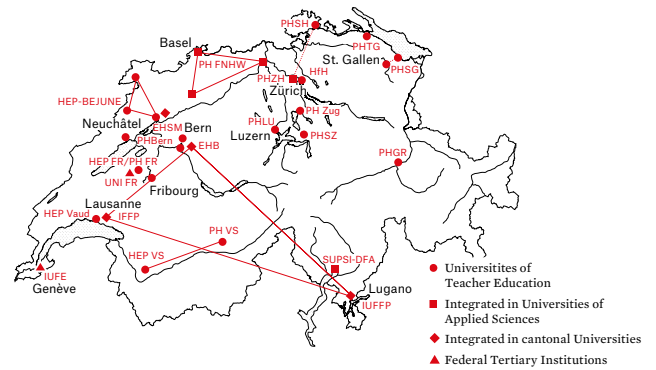 PHSH
Basel
PH FNHW
PHTG
St. Gallen
PHSG
PHZH
HfH
Zürich
HEP-BEJUNE
EHSM
PH Zug
Neuchâtel
Bern
PHLU
PHBern
EHB
Luzern
PHSZ
HEP FR/PH FR
PHGR
UNI FR
Fribourg
Lausanne
HEP Vaud
IFFP
PH VS
HEP VS
SUPSI-DFA
IUFE
Genève
Lugano
IUFFP
Universitites of
Teacher Education
Integrated in Universities of
Applied Sciences
Integrated in cantonal Universities
Federal Tertiary Institutions